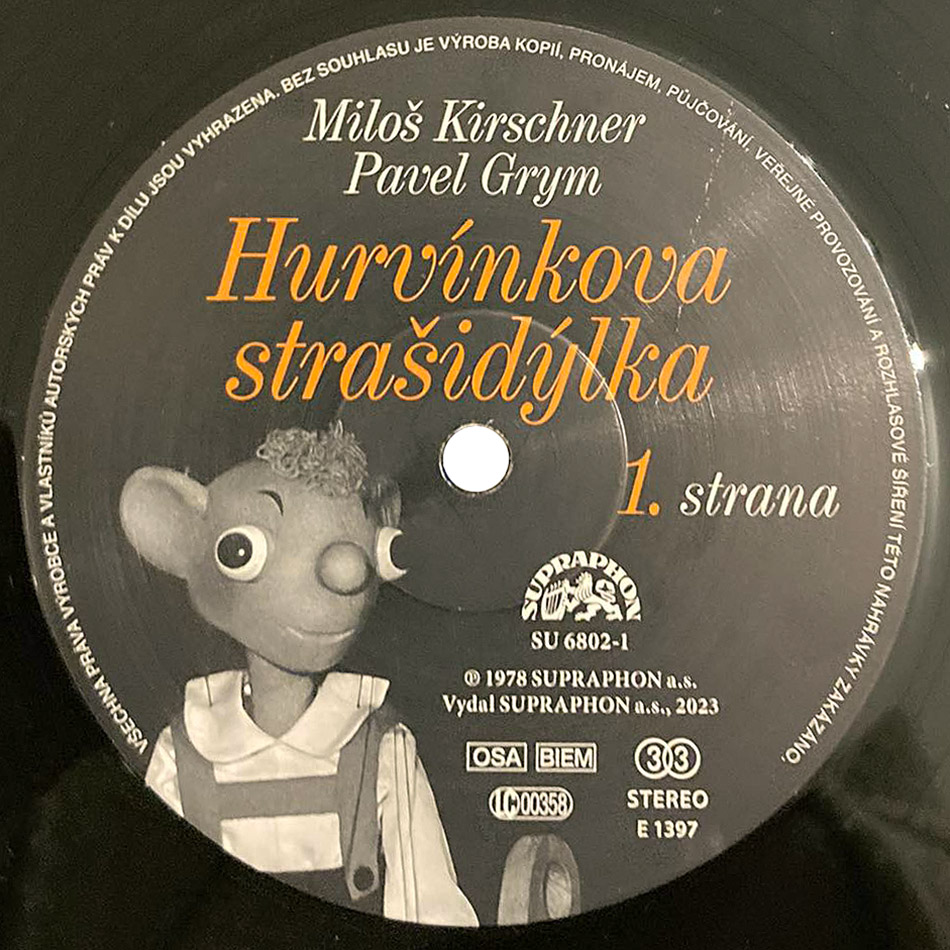 VŠECHNA PRÁVA VÝROBCE A VLASTNÍKŮ AUTORSKÝCH PRÁV K DÍLU JSOU VYHRAZENA. BEZ SOUHLASU JE VÝROBA KOPIÍ, PRONÁJEM, PŮJČOVÁNÍ, VEŘEJNÉ PROVOZOVÁNÍ A ROZHLASOVÉ ŠÍŘENÍ TÉTO NAHRÁVKY ZAKÁZÁNO.
Miloš Kirschner
Pavel Grym
Hurvínkova
strašidýlka
1. strana
SUPRAPHON
SU 6802-1
℗ 1978 SUPRAPHON a.s.
Vydal SUPRAPHON a.s., 2023
OSA BIEM 33
LC 00358 STEREO
E 1397